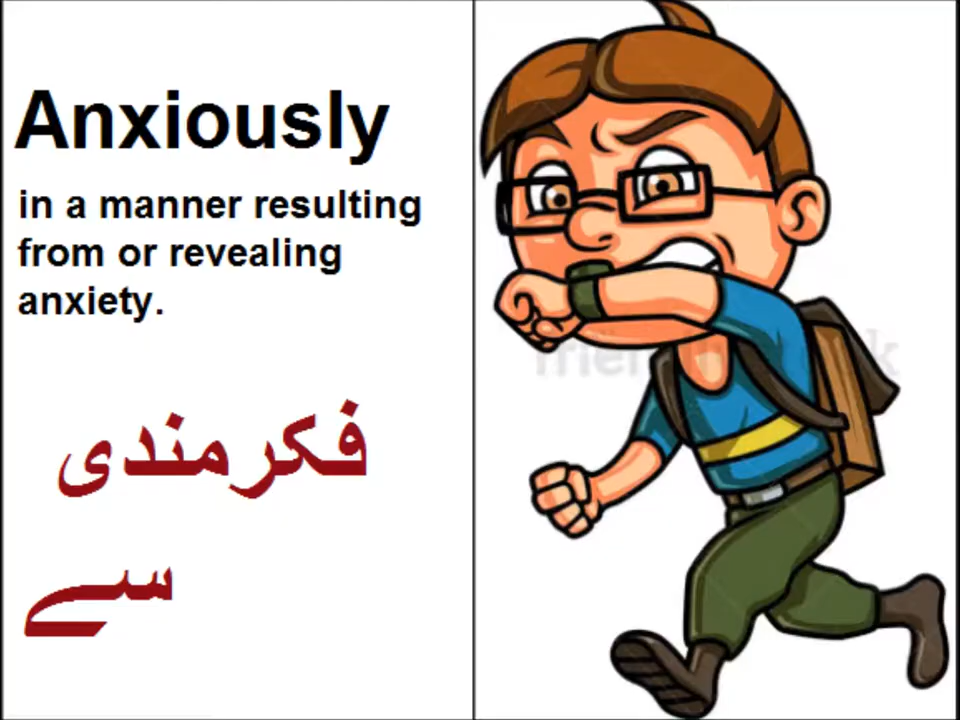 Anxiously
in a manner resulting
from or revealing
anxiety.
فکرمندی
سے